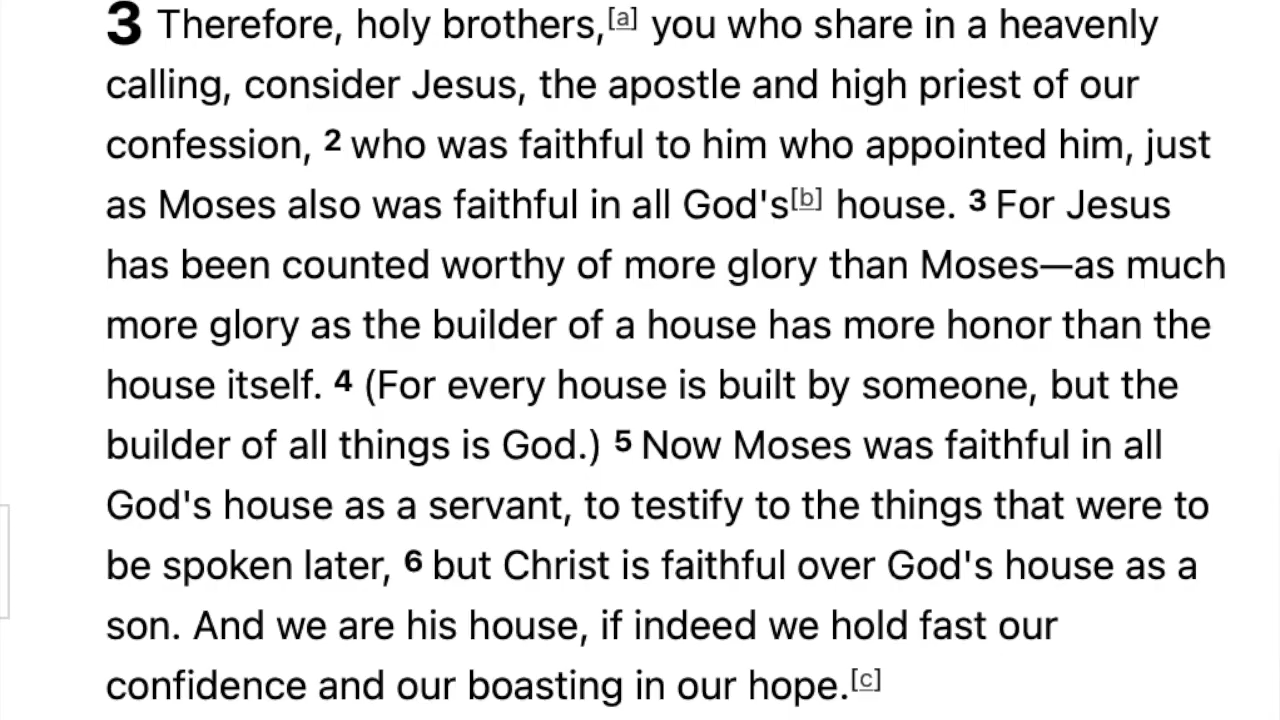 3 Therefore, holy brothers,[a] you who share in a heavenly
calling, consider Jesus, the apostle and high priest of our
confession, 2 who was faithful to him who appointed him, just
as Moses also was faithful in all God's[b] house. 3 For Jesus
has been counted worthy of more glory than Moses—as much
more glory as the builder of a house has more honor than the
house itself. 4 (For every house is built by someone, but the
builder of all things is God.) 5 Now Moses was faithful in all
God's house as a servant, to testify to the things that were to
be spoken later, 6 but Christ is faithful over God's house as a
son. And we are his house, if indeed we hold fast our
confidence and our boasting in our hope.[c]